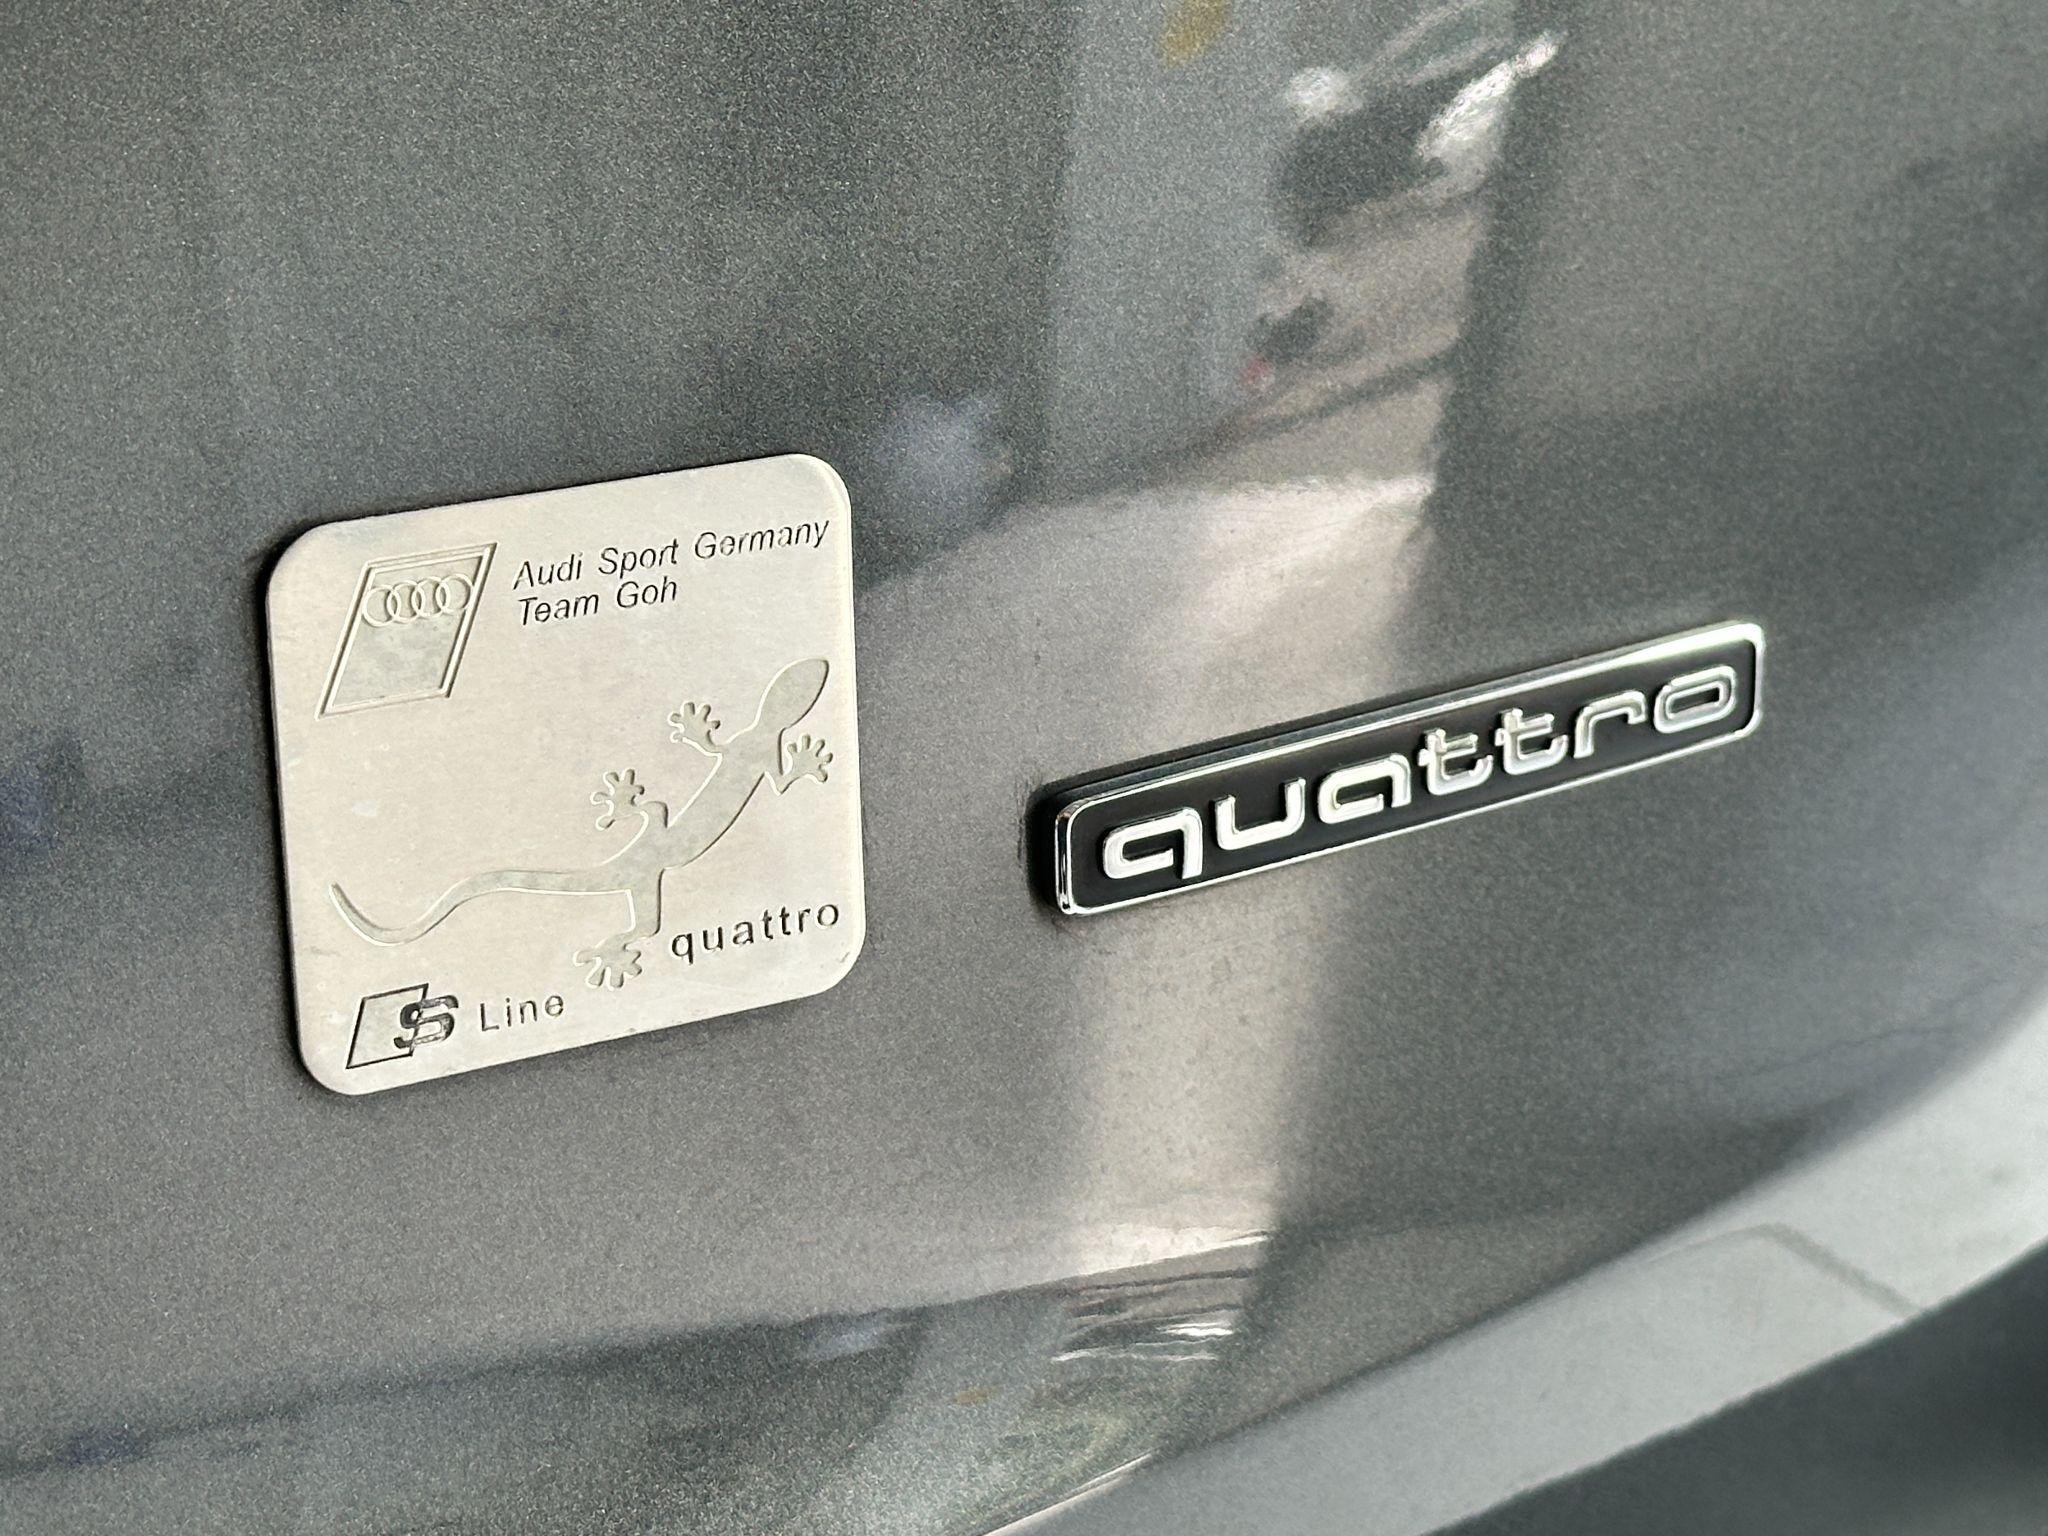 Audi Sport Germany
Team Goh
quattro
S Line
quattro